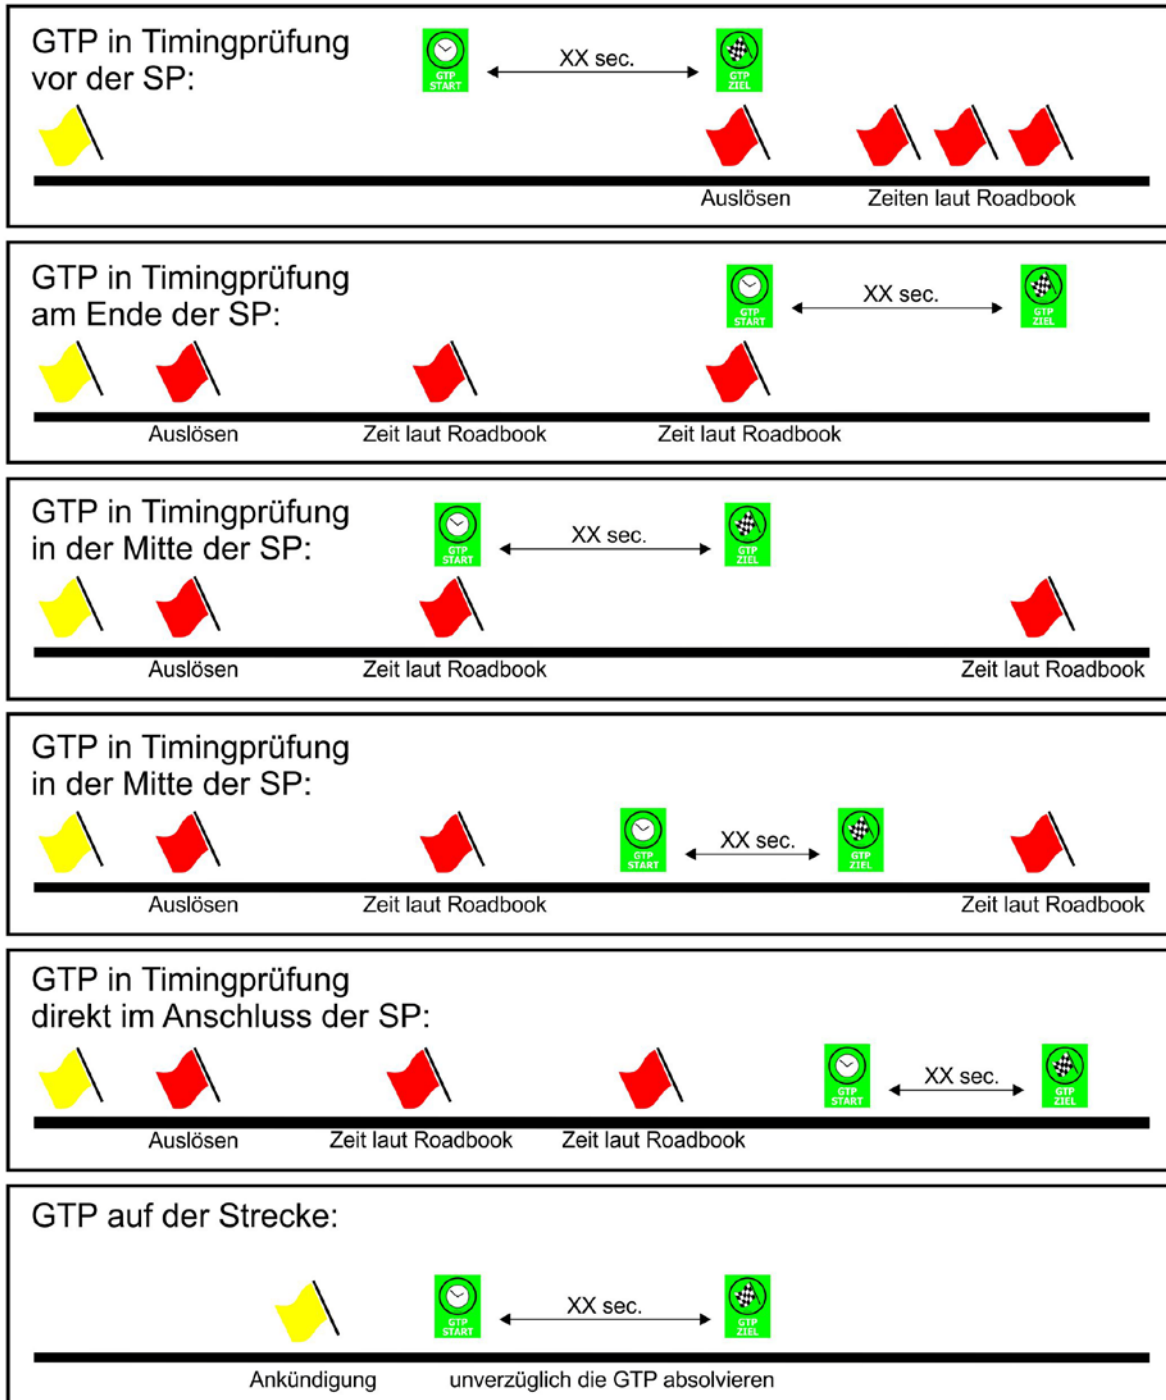 GTP in Timingprüfung
vor der SP:
GTP
START
XX sec.
GTP
ZIEL
Auslösen
Zeiten laut Roadbook
GTP in Timingprüfung
am Ende der SP:
GTP
START
XX sec.
GTP
ZIEL
Auslösen
Zeit laut Roadbook
Zeit laut Roadbook
GTP in Timingprüfung
in der Mitte der SP:
GTP
START
XX sec.
GTP
ZIEL
Auslösen
Zeit laut Roadbook
Zeit laut Roadbook
GTP in Timingprüfung
in der Mitte der SP:
GTP
START
XX sec.
GTP
ZIEL
Auslösen
Zeit laut Roadbook
Zeit laut Roadbook
GTP in Timingprüfung
direkt im Anschluss der SP:
GTP
START
XX sec.
GTP
ZIEL
Auslösen
Zeit laut Roadbook
Zeit laut Roadbook
GTP auf der Strecke:
GTP
START
XX sec.
GTP
ZIEL
Ankündigung
unverzüglich die GTP absolvieren